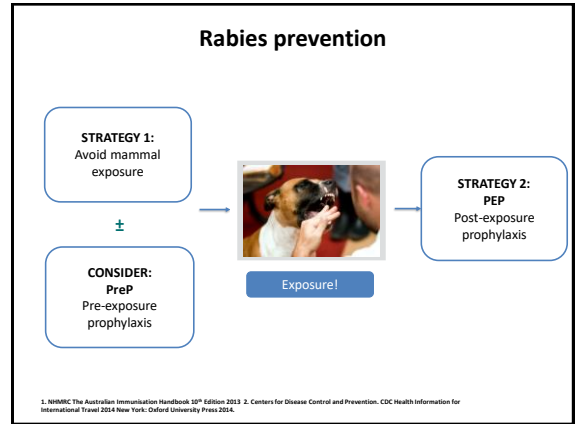 Rabies prevention
STRATEGY 1:
Avoid mammal
exposure
±
CONSIDER:
PreP
Pre-exposure
prophylaxis
Exposure!
STRATEGY 2:
PEP
Post-exposure
prophylaxis
1. NHMRC The Australian Immunisation Handbook 10th Edition 2013 2. Centers for Disease Control and Prevention. CDC Health Information for
International Travel 2014 New York: Oxford University Press 2014.